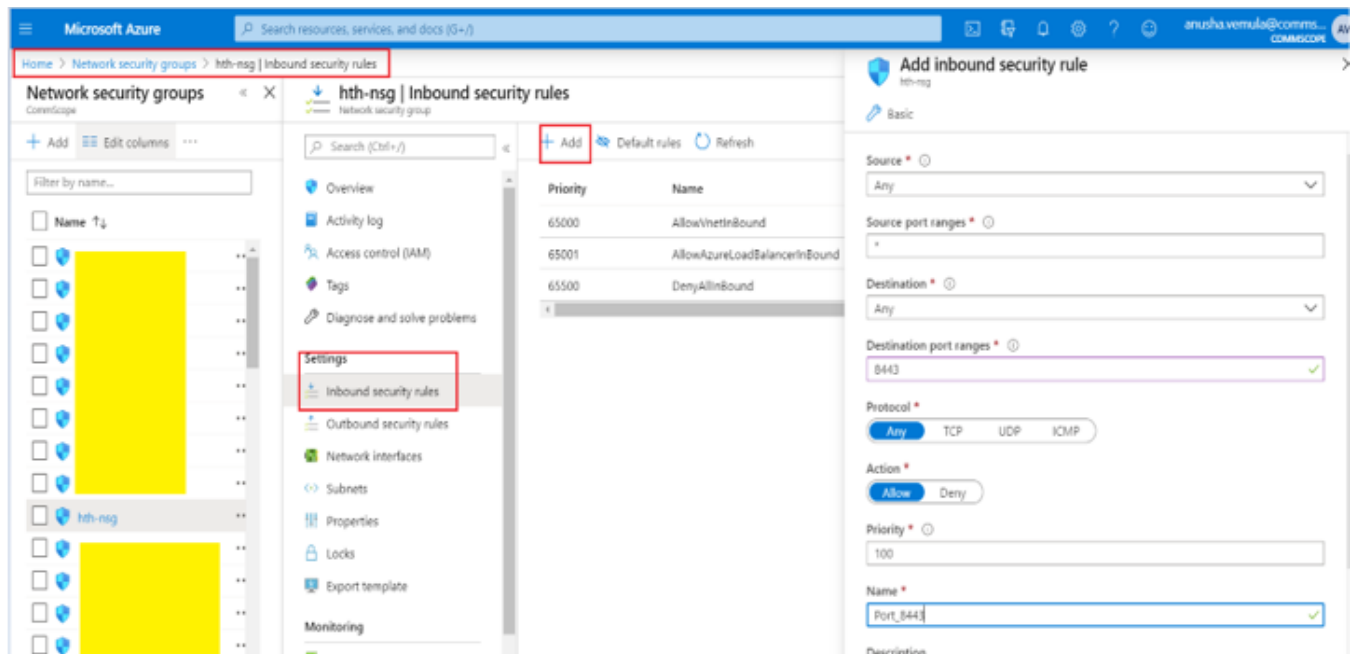 Microsoft Azure
Search resources, services, and docs (G+/)
anusha.vemula@comms...
COMMSCOPE
AV
Home > Network security groups > hth-nsg | Inbound security rules
Network security groups
CommScope
+ Add
Edit columns
...
Filter by name...
Name ↑↓
hth-nsg
hth-nsg | Inbound security rules
Network security group
Search (Ctrl+/)
Overview
Activity log
Access control (IAM)
Tags
Diagnose and solve problems
Settings
Inbound security rules
Outbound security rules
Network interfaces
Subnets
Properties
Locks
Export template
Monitoring
+ Add
Default rules
Refresh
Priority Name
65000 AllowVnetInBound
65001 AllowAzureLoadBalancerInBound
65500 DenyAllInBound
Add inbound security rule
hth-nsg
Basic
Source *
Any
Source port ranges *
*
Destination *
Any
Destination port ranges *
8443
Protocol *
Any TCP UDP ICMP
Action *
Allow Deny
Priority *
100
Name *
Port_8443
Description